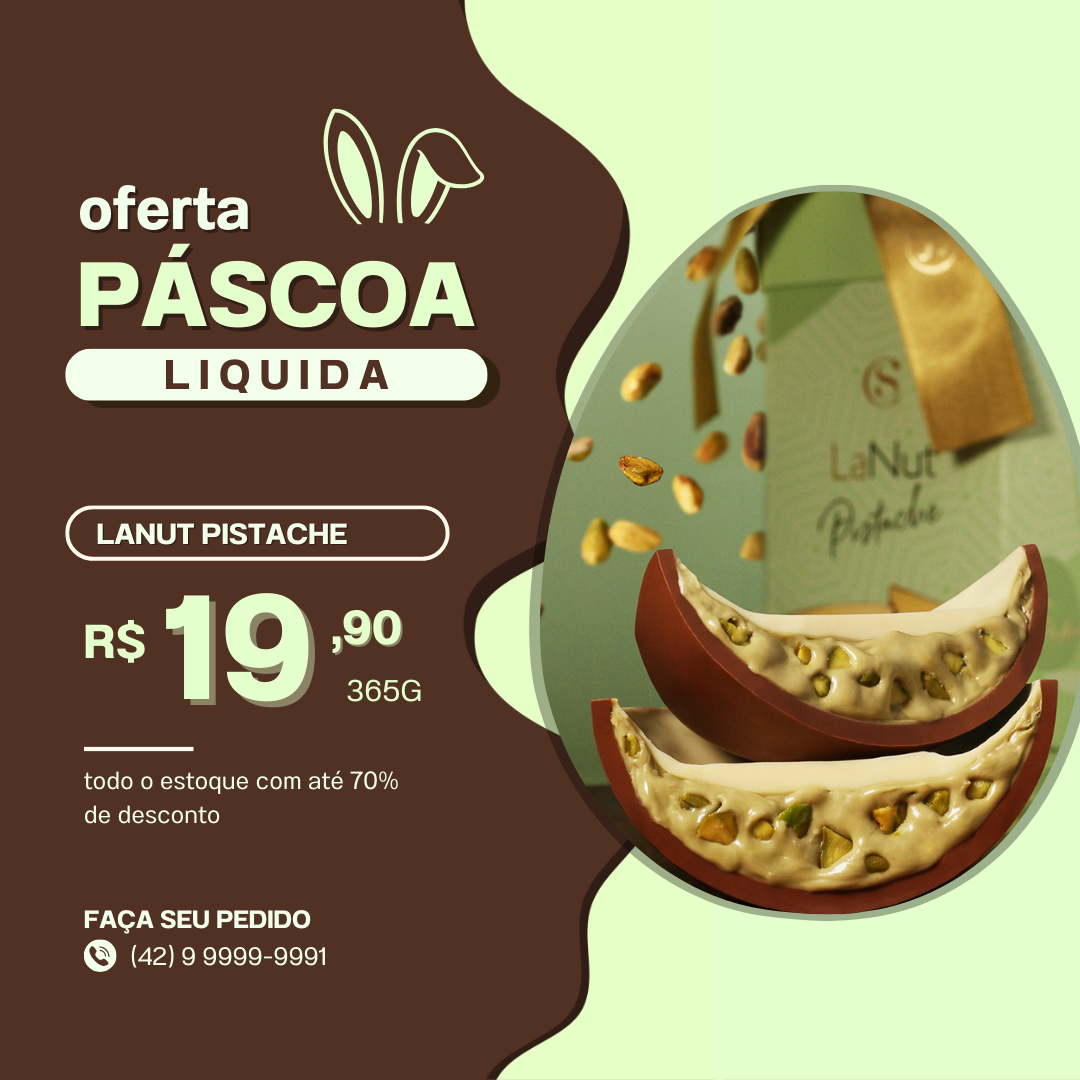 oferta
PÁSCOA
LIQUIDA
LANUT PISTACHE
R$ 19,90
365G
todo o estoque com até 70%
de desconto
FAÇA SEU PEDIDO
(42) 9 9999-9991
LaNut
Pistache